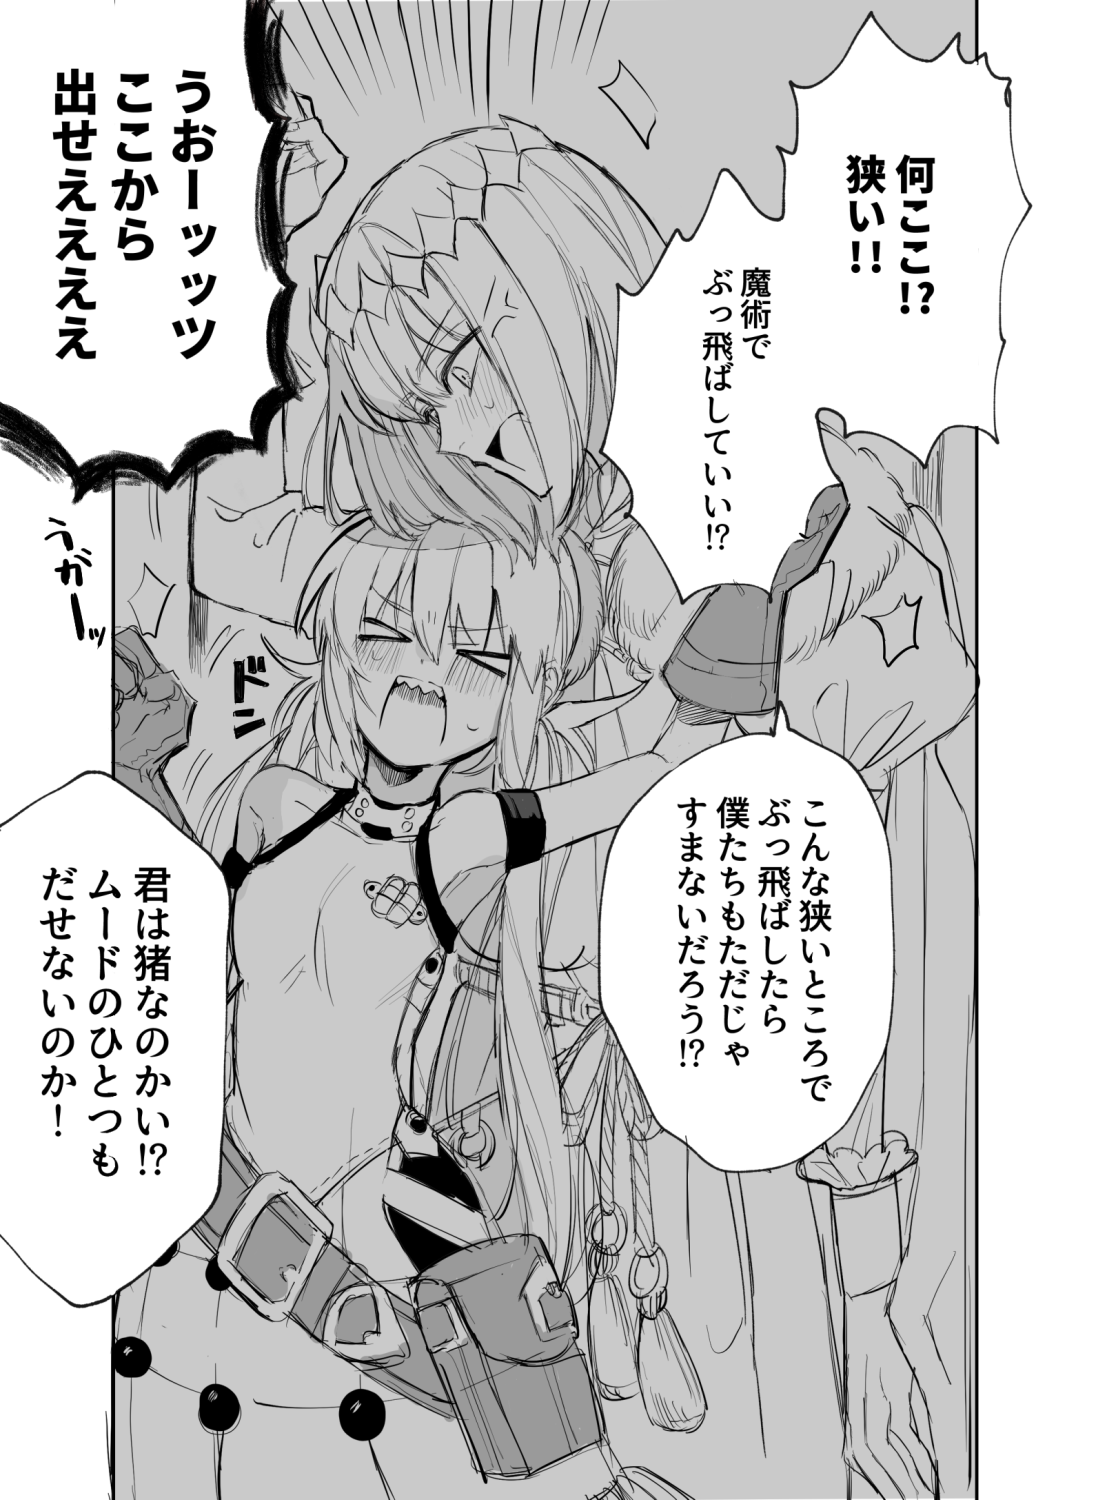 何ここ!?
狭い!!
魔術で
ぶっ飛ばしていい!?
うおーッッツ
ここから
出せえええええ
うがーッ
ドン
こんな狭いところで
ぶっ飛ばしたら
僕たちもただじゃ
すまないだろう!?
君は猪なのかい!?
ムードのひとつも
だせないのか!